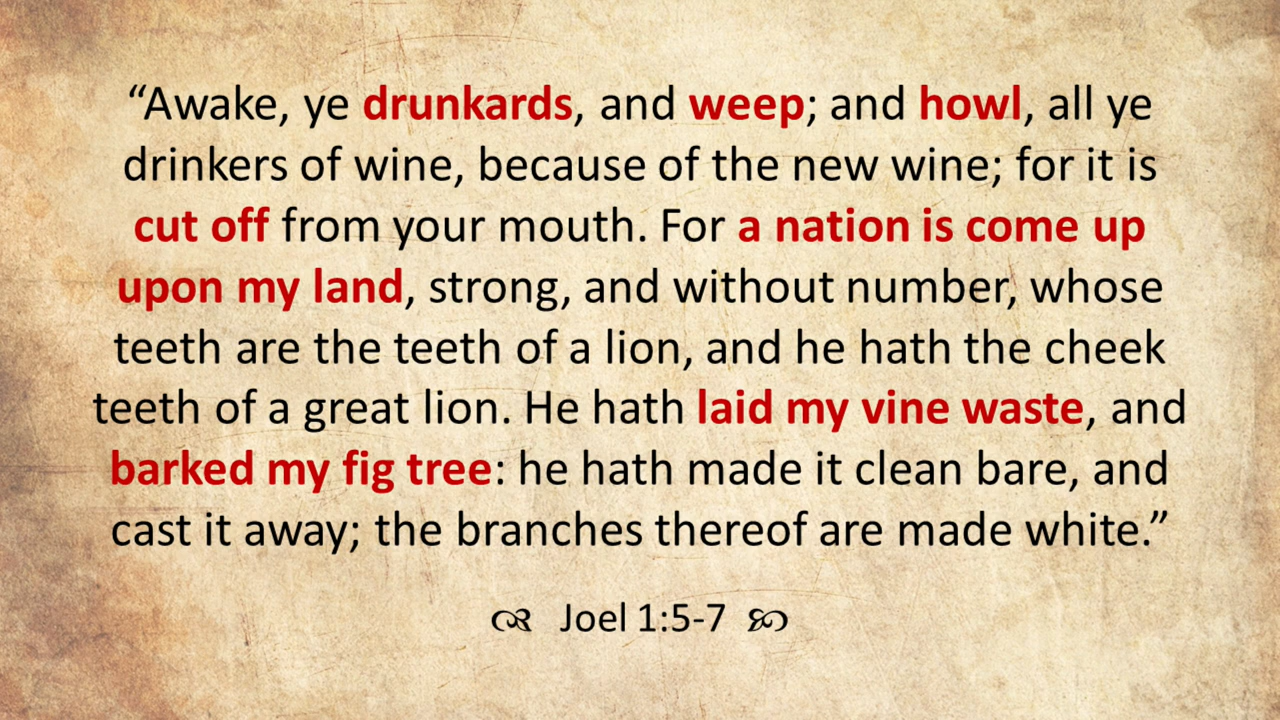 “Awake, ye drunkards, and weep; and howl, all ye
drinkers of wine, because of the new wine; for it is
cut off from your mouth. For a nation is come up
upon my land, strong, and without number, whose
teeth are the teeth of a lion, and he hath the cheek
teeth of a great lion. He hath laid my vine waste, and
barked my fig tree: he hath made it clean bare, and
cast it away; the branches thereof are made white.”
Joel 1:5-7